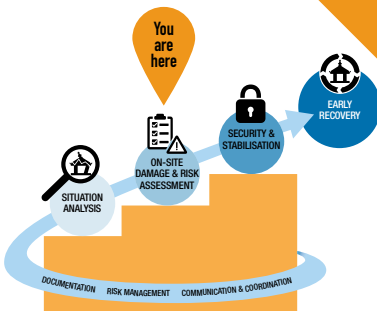 You
are
here
EARLY
RECOVERY
SECURITY &
STABILISATION
ON-SITE
DAMAGE & RISK
ASSESSMENT
SITUATION
ANALYSIS
DOCUMENTATION RISK MANAGEMENT COMMUNICATION & COORDINATION